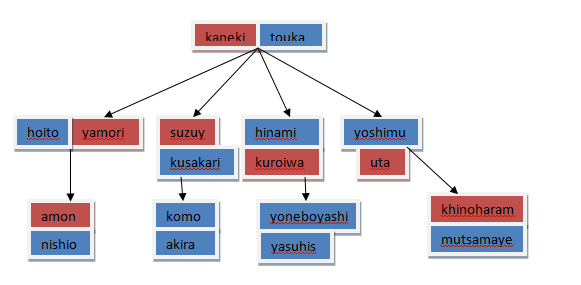 kaneki touka
hoito yamori suzuy hinami yoshimu
kusakari kuroiwa uta
amon komo yoneboyashi khinoharam
nishio akira yasuhis mutsamaye